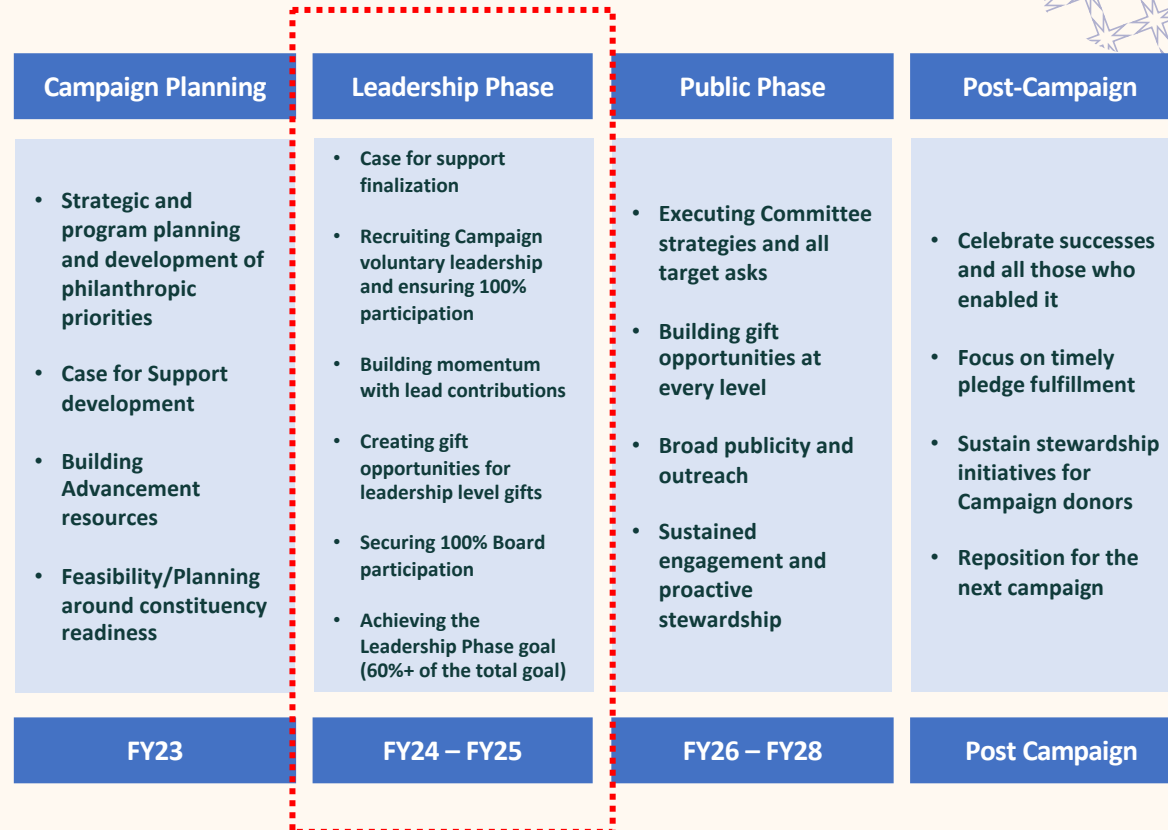 Campaign Planning
• Strategic and
program planning
and development of
philanthropic
priorities
• Case for Support
development
• Building
Advancement
resources
• Feasibility/Planning
around constituency
readiness
FY23
Leadership Phase
• Case for support
finalization
• Recruiting Campaign
voluntary leadership
and ensuring 100%
participation
• Building momentum
with lead contributions
• Creating gift
opportunities for
leadership level gifts
• Securing 100% Board
participation
• Achieving the
Leadership Phase goal
(60%+ of the total goal)
FY24 – FY25
Public Phase
• Executing Committee
strategies and all
target asks
• Building gift
opportunities at
every level
• Broad publicity and
outreach
• Sustained
engagement and
proactive
stewardship
FY26 – FY28
Post-Campaign
• Celebrate successes
and all those who
enabled it
• Focus on timely
pledge fulfillment
• Sustain stewardship
initiatives for
Campaign donors
• Reposition for the
next campaign
Post Campaign